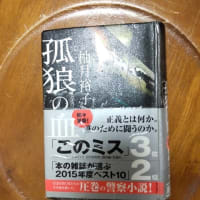 孤狼の血
柚月裕子
正義とは何か。
のために闘うのか。
「このミス」3
「本の雑誌が選ぶ
2015年度ベスト10」2
圧巻の警察小説!